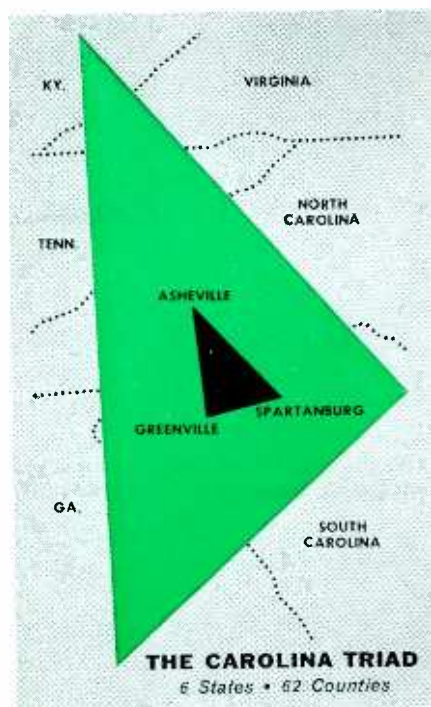 KY.
VIRGINIA
NORTH
CAROLINA
TENN.
ASHEVILLE
SPARTANBURG
GREENVILLE
GA.
SOUTH
CAROLINA
THE CAROLINA TRIAD
6 States • 62 Counties